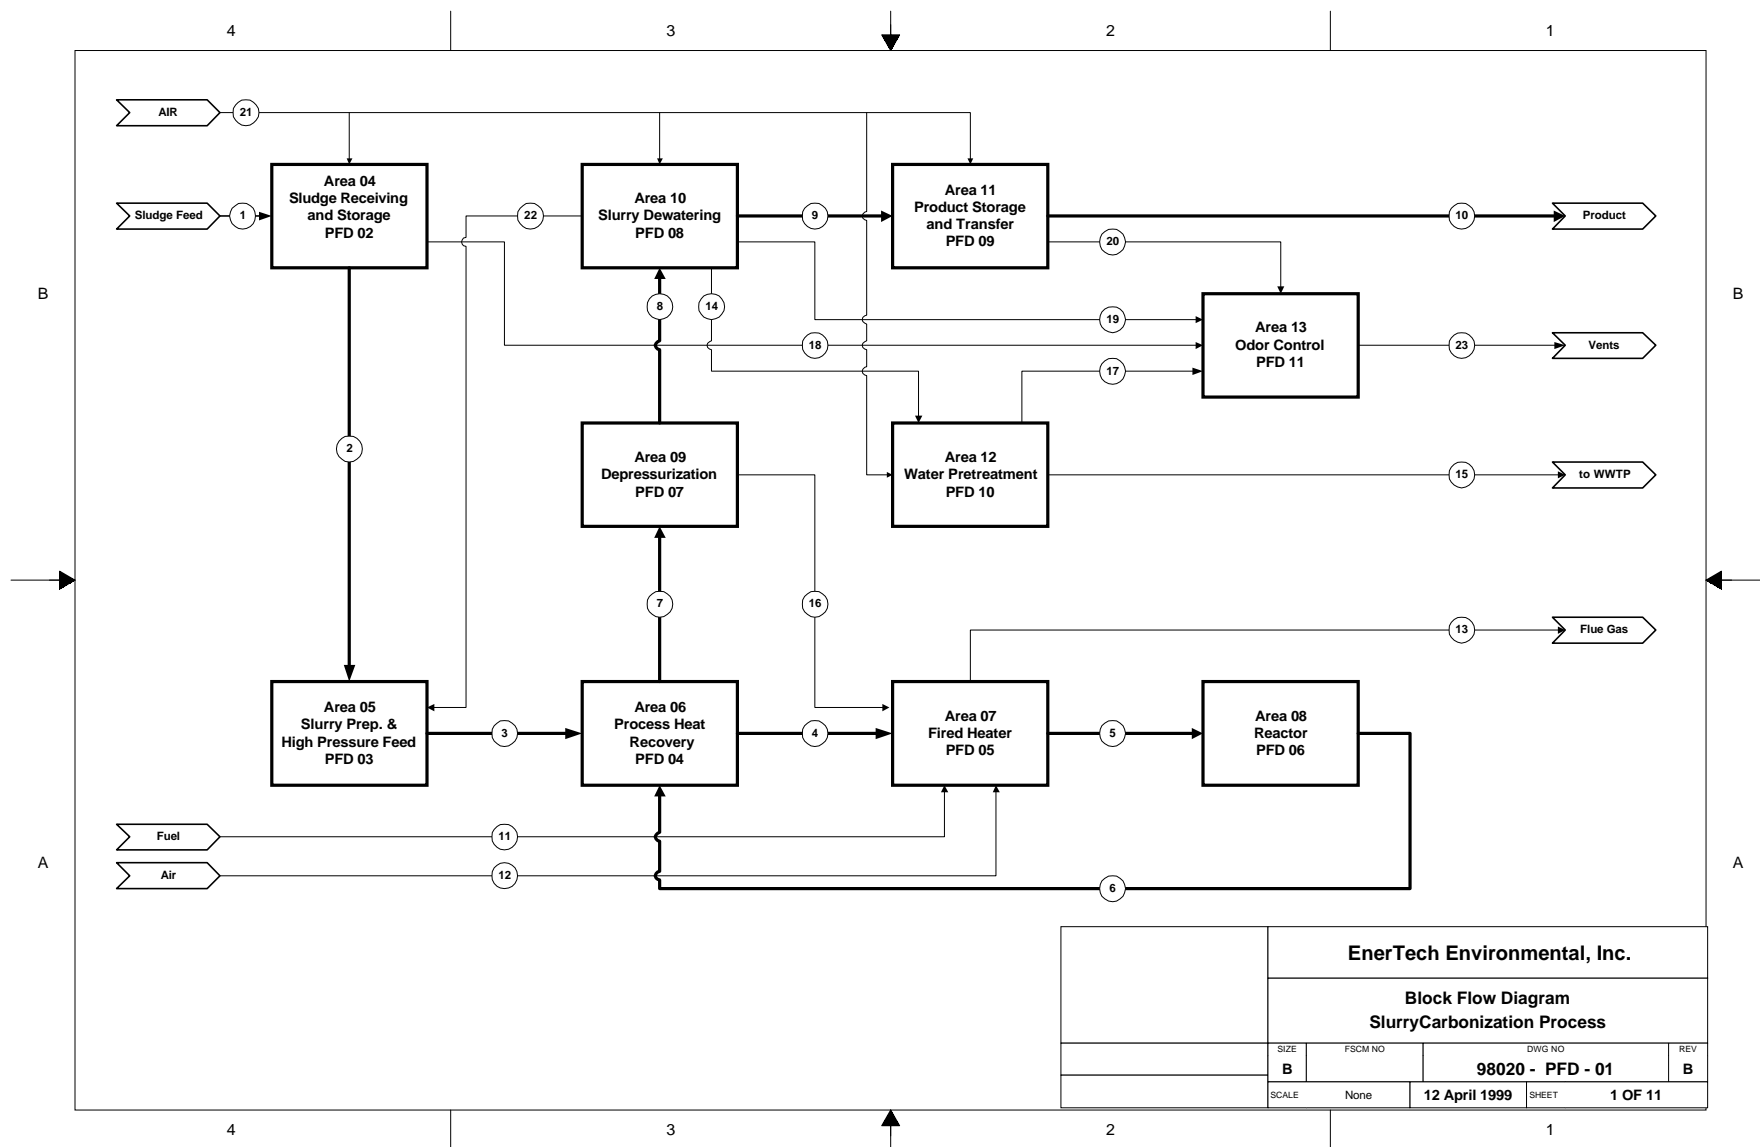 4 3 2 1
AIR 21
Area 04
Sludge Receiving
and Storage
PFD 02
Area 10
Slurry Dewatering
PFD 08
Area 11
Product Storage
and Transfer
PFD 09
Sludge Feed 1
22
9
10 Product
20
B
B
8
14
19
18
17
Area 13
Odor Control
PFD 11
23 Vents
2
Area 09
Depressurization
PFD 07
Area 12
Water Pretreatment
PFD 10
15 to WWTP
7
16
13 Flue Gas
Area 05
Slurry Prep. &
High Pressure Feed
PFD 03
3
Area 06
Process Heat
Recovery
PFD 04
4
Area 07
Fired Heater
PFD 05
5
Area 08
Reactor
PFD 06
Fuel 11
A
A
Air 12
6
EnerTech Environmental, Inc.
Block Flow Diagram
SlurryCarbonization Process
SIZE FSCM NO DWG NO REV
B 98020 - PFD - 01 B
SCALE None 12 April 1999 SHEET 1 OF 11
4 3 2 1